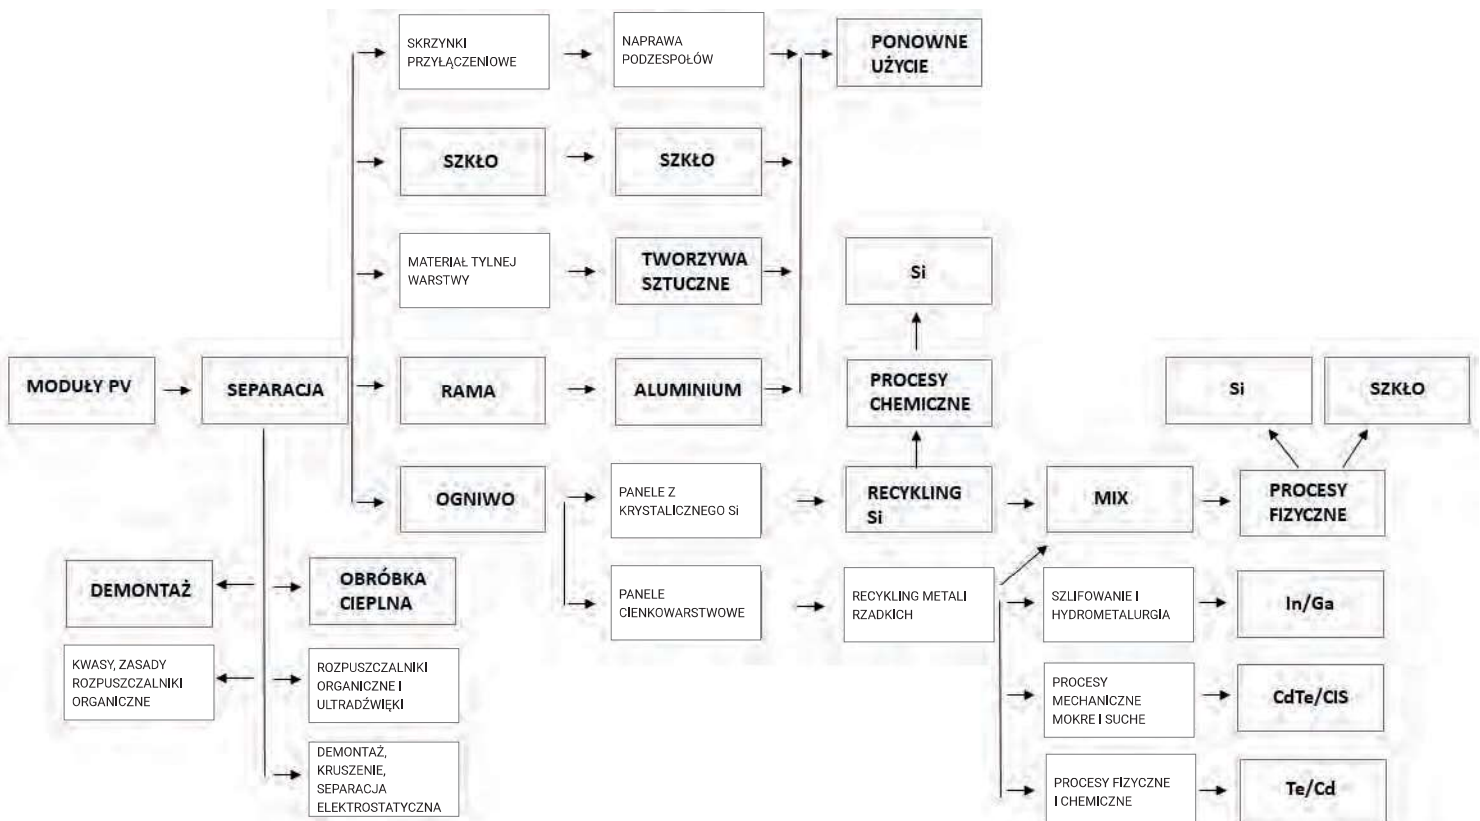 SKRZYNKI
PRZYŁĄCZENIOWE
NAPRAWA
PODZESPOŁÓW
PONOWNE
UŻYCIE
SZKŁO
SZKŁO
MATERIAŁ TYLNEJ
WARSTWY
TWORZYWA
SZTUCZNE
Si
MODUŁY PV
SEPARACJA
RAMA
ALUMINIUM
PROCESY
CHEMICZNE
Si
SZKŁO
OGNIWO
PANELE Z
KRYSTALICZNEGO Si
RECYKLING
Si
MIX
PROCESY
FIZYCZNE
DEMONTAŻ
OBRÓBKA
CIEPLNA
PANELE
CIENKOWARSTWOWE
RECYKLING METALI
RZADKICH
SZLIFOWANIE I
HYDROMETALURGIA
In/Ga
KWASY, ZASADY
ROZPUSZCZALNIKI
ORGANICZNE
ROZPUSZCZALNIKI
ORGANICZNE I
ULTRADŹWIĘKI
PROCESY
MECHANICZNE
MOKRE I SUCHE
CdTe/CIS
DEMONTAŻ,
KRUSZENIE,
SEPARACJA
ELEKTROSTATYCZNA
PROCESY FIZYCZNE
I CHEMICZNE
Te/Cd